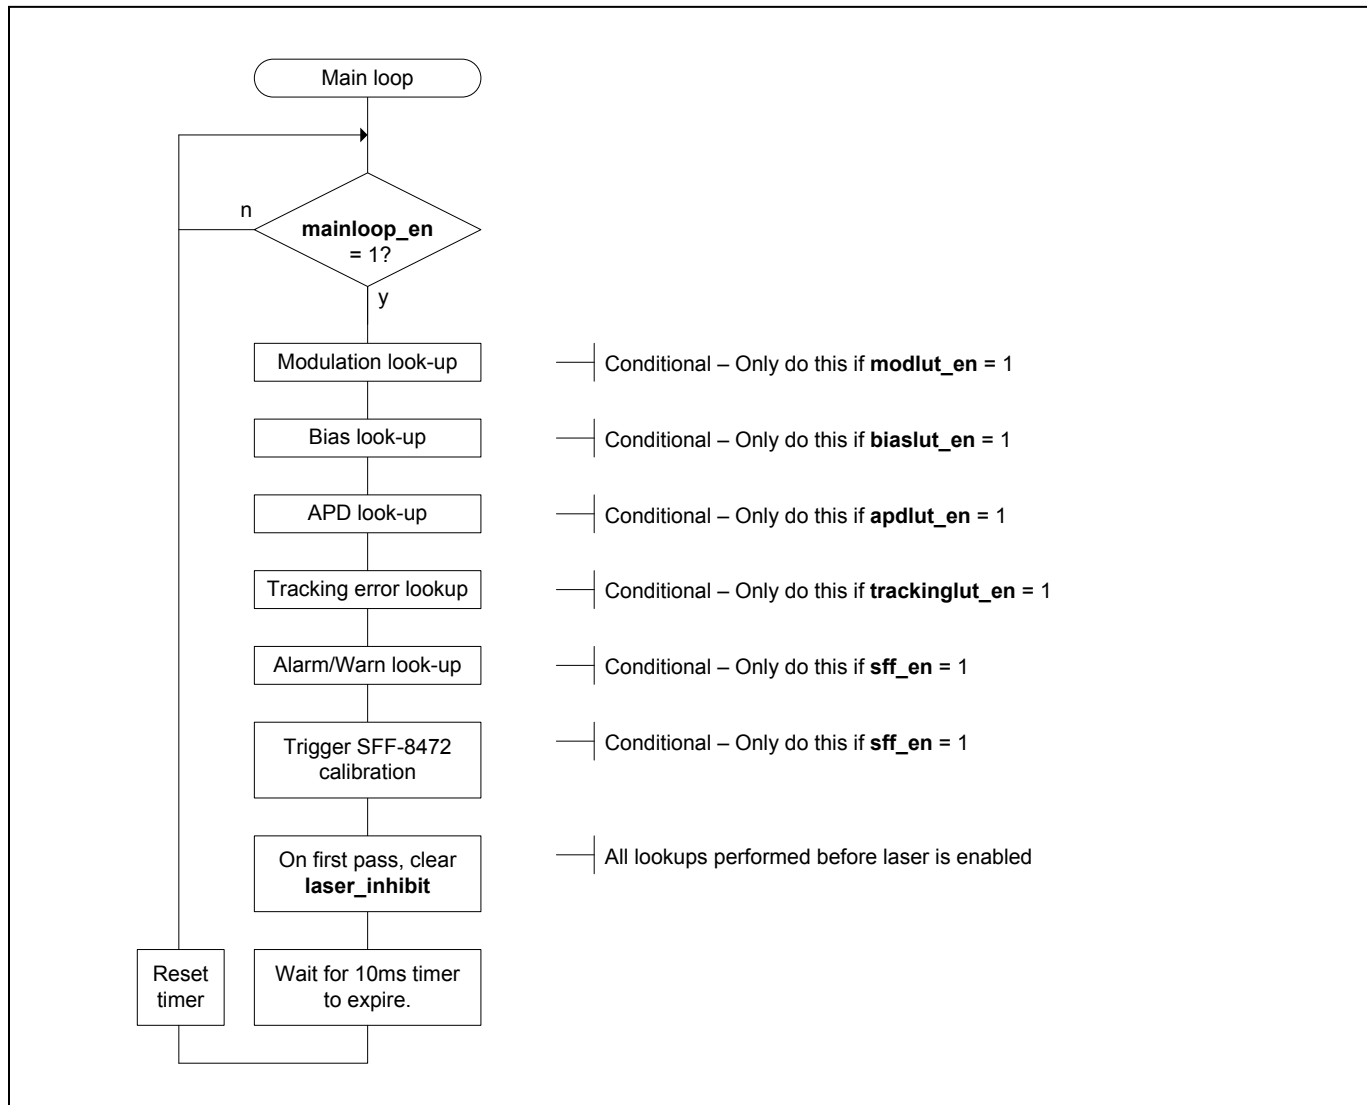 Main loop
n
mainloop_en
= 1?
y
Modulation look-up
Conditional – Only do this if modlut_en = 1
Bias look-up
Conditional – Only do this if biaslut_en = 1
APD look-up
Conditional – Only do this if apdlut_en = 1
Tracking error lookup
Conditional – Only do this if trackinglut_en = 1
Alarm/Warn look-up
Conditional – Only do this if sff_en = 1
Trigger SFF-8472
calibration
Conditional – Only do this if sff_en = 1
On first pass, clear
laser_inhibit
All lookups performed before laser is enabled
Reset
timer
Wait for 10ms timer
to expire.